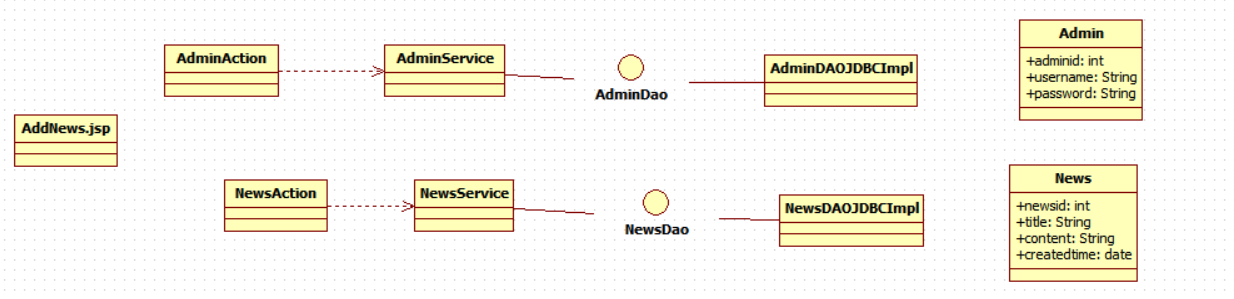 AdminAction
AdminService
AdminDao
AdminDAOJDBCImpl
Admin
+adminid: int
+username: String
+password: String
AddNews.jsp
NewsAction
NewsService
NewsDao
NewsDAOJDBCImpl
News
+newsid: int
+title: String
+content: String
+createdtime: date